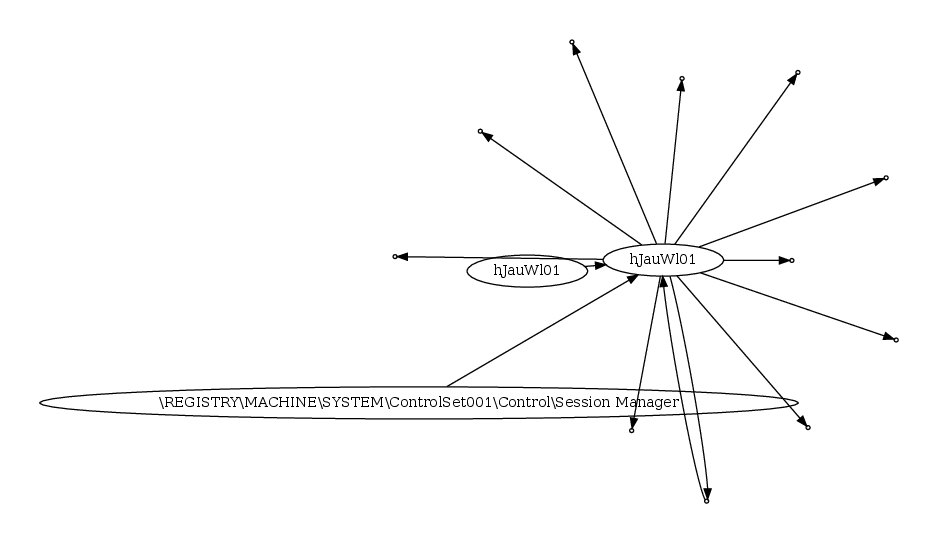 hJauWl01
hJauWl01
\REGISTRY\MACHINE\SYSTEM\ControlSet001\Control\Session Manager